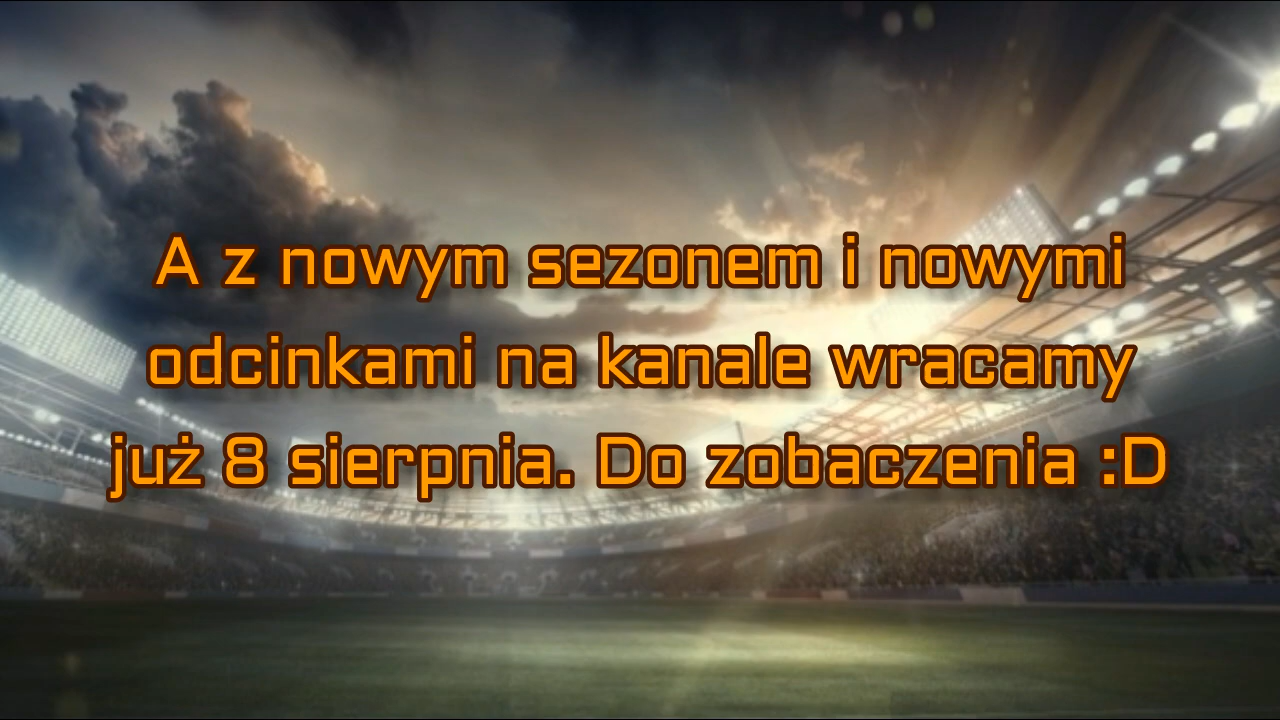 A z nowym sezonem i nowymi
odcinkami na kanale wracamy
już 8 sierpnia. Do zobaczenia :D